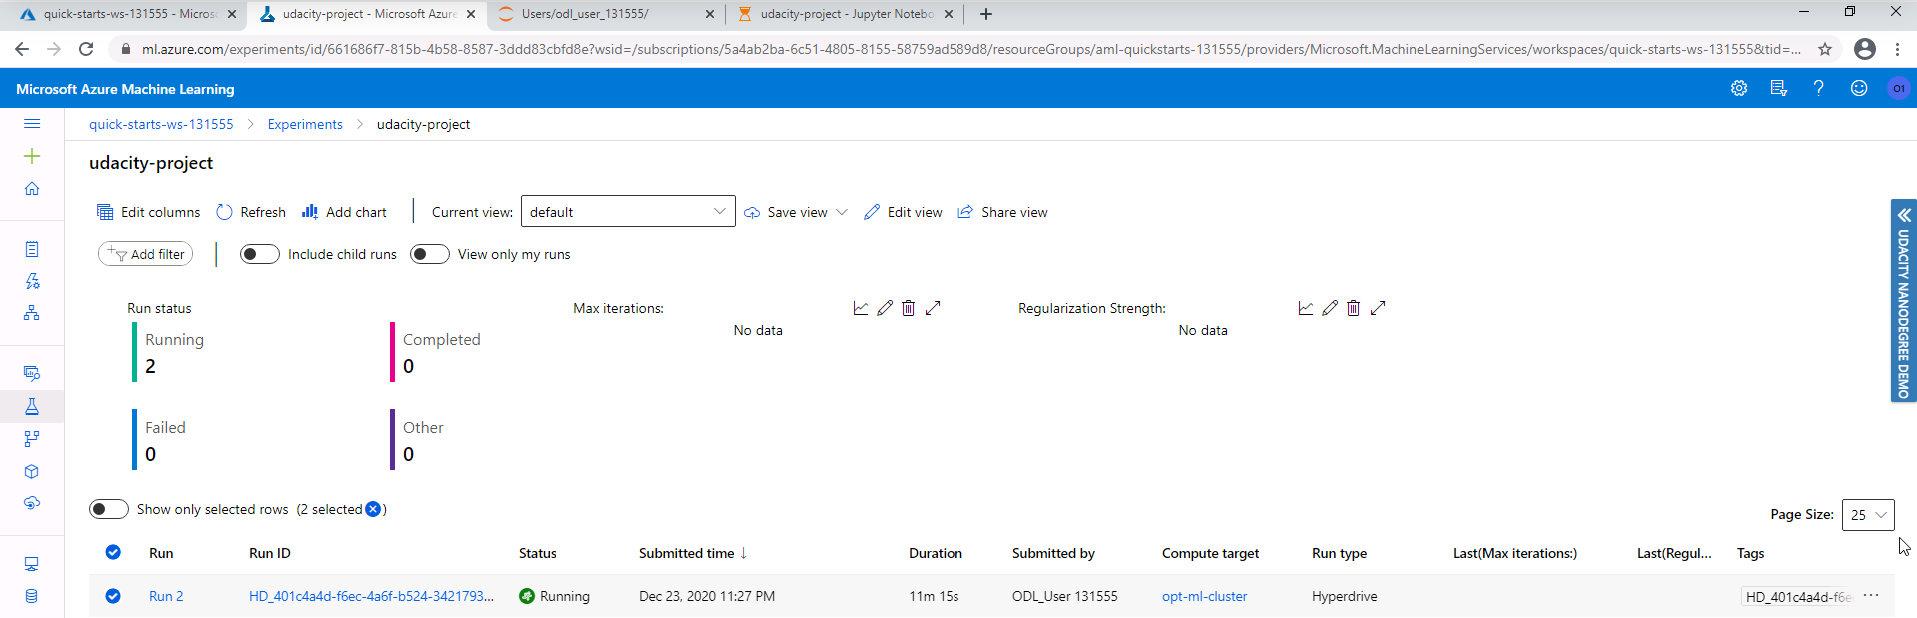 quick-starts-ws-131555 - Micros
udacity-project - Microsoft Azure
Users/odl_user_131555/
udacity-project - Jupyter Notebo
ml.azure.com/experiments/id/661686f7-815b-4b58-8587-3ddd83cbfd8e?wsid=/subscriptions/5a4ab2ba-6c51-4805-8155-58759ad589d8/resourceGroups/aml-quickstarts-131555/providers/Microsoft.MachineLearningServices/workspaces/quick-starts-ws-131555&tid=...
Microsoft Azure Machine Learning
O1
quick-starts-ws-131555 > Experiments > udacity-project
udacity-project
Edit columns Refresh Add chart Current view: default Save view Edit view Share view
Add filter Include child runs View only my runs
UDACITY NANODEGREE DEMO
Run status Max iterations: Regularization Strength:
No data No data
Running Completed
2 0
Failed Other
0 0
Show only selected rows (2 selected )
Page Size: 25
Run Run ID Status Submitted time ↓ Duration Submitted by Compute target Run type Last(Max iterations:) Last(Regul... Tags
Run 2 HD_401c4a4d-f6ec-4a6f-b524-3421793... Running Dec 23, 2020 11:27 PM 11m 15s ODL_User 131555 opt-ml-cluster Hyperdrive HD_401c4a4d-f6e ...